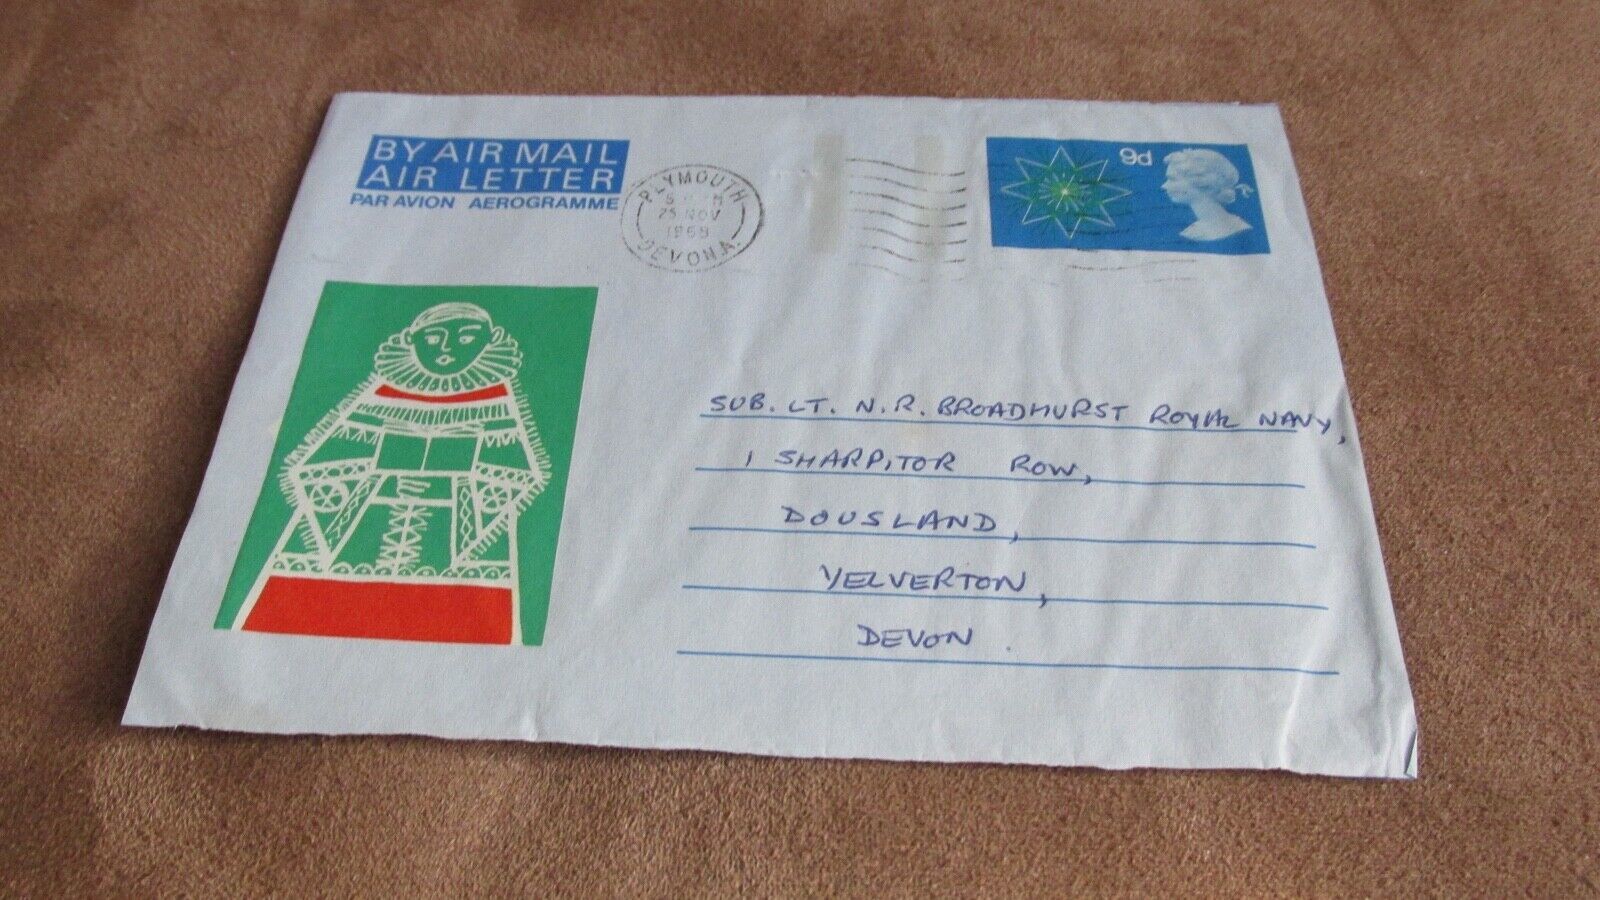 BY AIR MAIL
AIR LETTER
PAR AVION AEROGRAMME
PLYMOUTH
25 NOV
1969
DEVON.A.
9d
SUB. LT. N.R. BROADHURST ROYAL NAVY,
1 SHARPITOR ROW,
DOUSLAND,
YELVERTON,
DEVON.